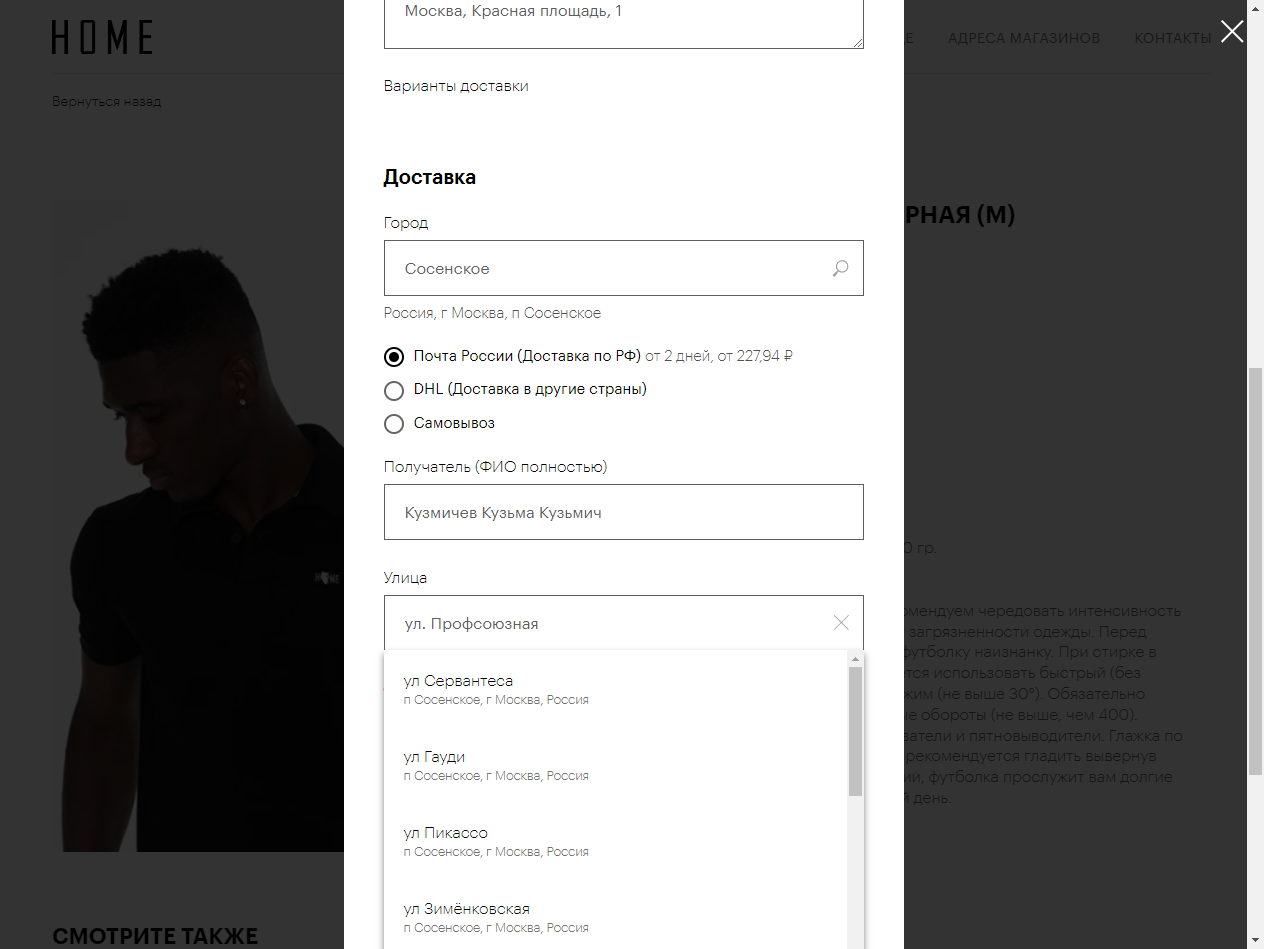 HOME
Москва, Красная площадь, 1
АДРЕСА МАГАЗИНОВ
КОНТАКТЫ
Вернуться назад
Варианты доставки
Доставка
РНАЯ (M)
Город
Сосенское
Россия, г Москва, п Сосенское
Почта России (Доставка по РФ) от 2 дней, от 227,94 ₽
DHL (Доставка в другие страны)
Самовывоз
Получатель (ФИО полностью)
Кузмичев Кузьма Кузьмич
0 гр.
Улица
ул. Профсоюзная
ул Сервантеса
п Сосенское, г Москва, Россия
ул Гауди
п Сосенское, г Москва, Россия
ул Пикассо
п Сосенское, г Москва, Россия
ул Зимёнковская
п Сосенское, г Москва, Россия
омендуем чередовать интенсивность
загрязненности одежды. Перед
футболку наизнанку. При стирке в
ется использовать быстрый (без
жим (не выше 30°). Обязательно
ые обороты (не выше, чем 400).
ватели и пятновыводители. Глажка по
рекомендуется гладить вывернув
ии, футболка прослужит вам долгие
й день.
СМОТРИТЕ ТАКЖЕ